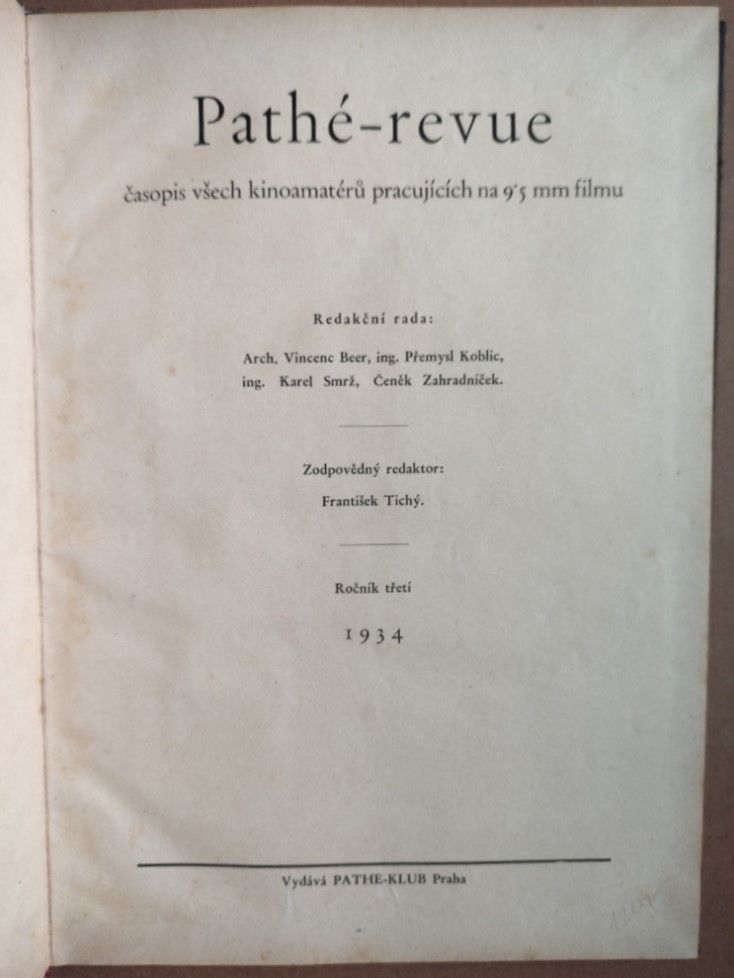 Pathé-revue
časopis všech kinoamatérů pracujících na 9·5 mm filmu
Redakční rada:
Arch. Vincenc Beer, ing. Přemysl Koblic,
ing. Karel Smrž, Čeněk Zahradníček.
Zodpovědný redaktor:
František Tichý.
Ročník třetí
1934
Vydává PATHE-KLUB Praha